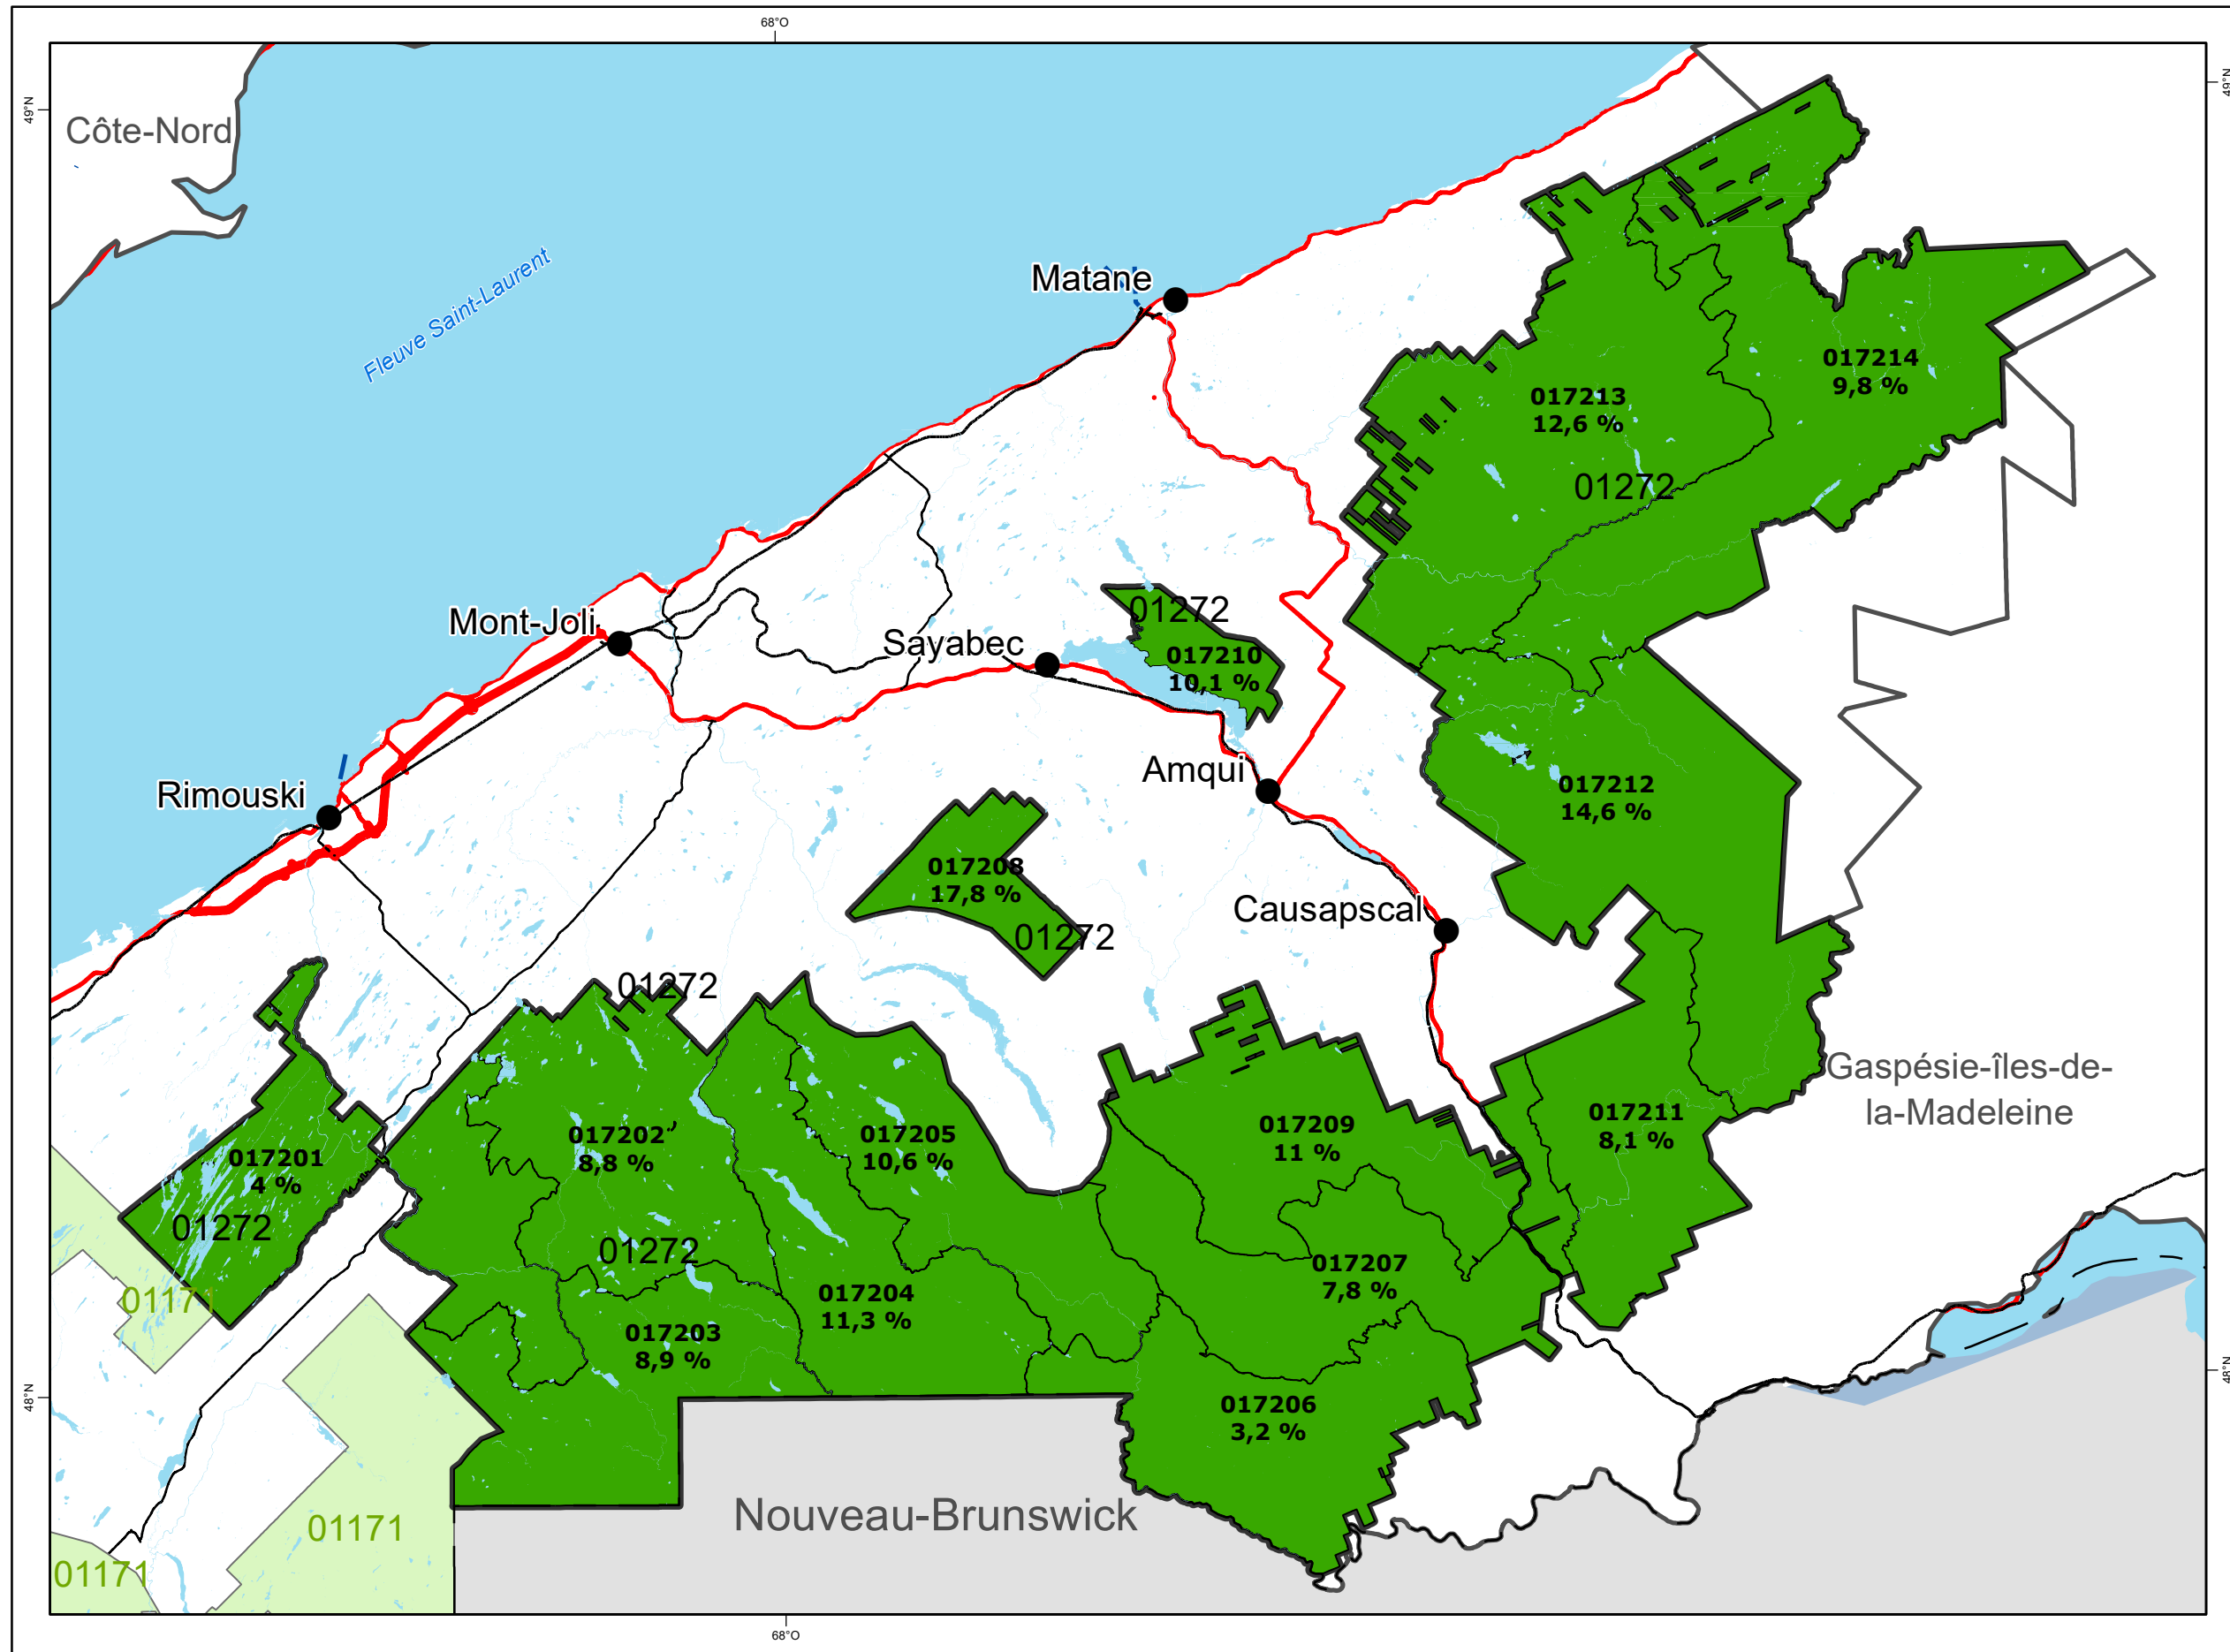 68°O
49°N
49°N
Côte-Nord
Fleuve Saint-Laurent
Matane
017214
9,8 %
017213
12,6 %
01272
Mont-Joli
Sayabec
01272
017210
10,1 %
Rimouski
Amqui
017212
14,6 %
017208
17,8 %
01272
Causapscal
01272
Gaspésie-îles-de-
la-Madeleine
017201
4 %
01272
017202
8,8 %
017205
10,6 %
017209
11 %
017211
8,1 %
01272
01171
017204
11,3 %
017207
7,8 %
017203
8,9 %
48°N
48°N
017206
3,2 %
Nouveau-Brunswick
01171
01171
68°O